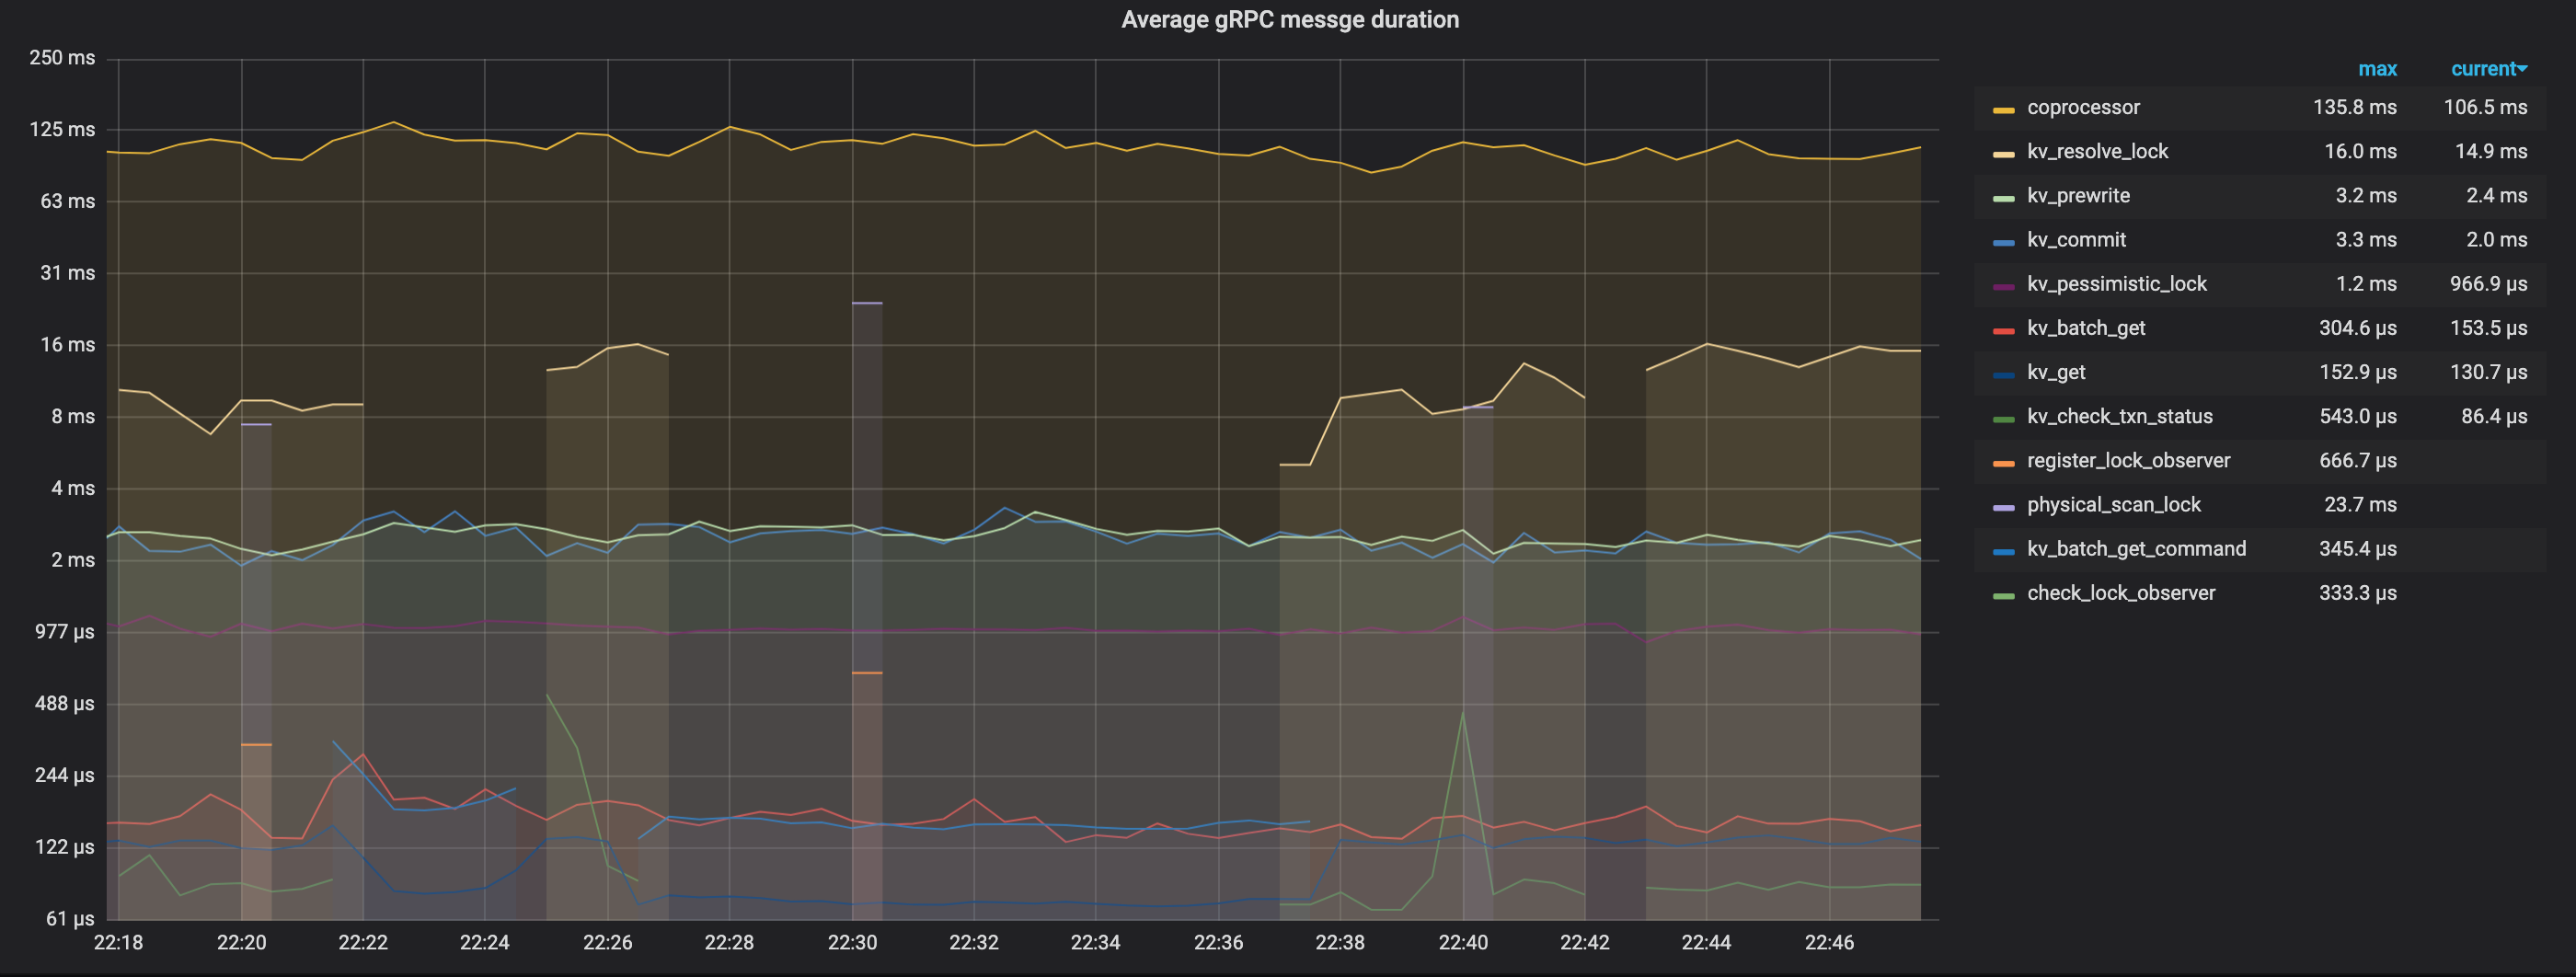 Average gRPC messge duration
250 ms
125 ms
63 ms
31 ms
16 ms
8 ms
4 ms
2 ms
977 µs
488 µs
244 µs
122 µs
61 µs
22:18 22:20 22:22 22:24 22:26 22:28 22:30 22:32 22:34 22:36 22:38 22:40 22:42 22:44 22:46
max current
coprocessor 135.8 ms 106.5 ms
kv_resolve_lock 16.0 ms 14.9 ms
kv_prewrite 3.2 ms 2.4 ms
kv_commit 3.3 ms 2.0 ms
kv_pessimistic_lock 1.2 ms 966.9 µs
kv_batch_get 304.6 µs 153.5 µs
kv_get 152.9 µs 130.7 µs
kv_check_txn_status 543.0 µs 86.4 µs
register_lock_observer 666.7 µs
physical_scan_lock 23.7 ms
kv_batch_get_command 345.4 µs
check_lock_observer 333.3 µs